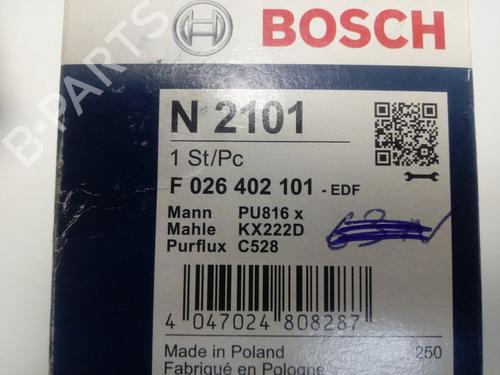 BOSCH
N 2101
1 St/Pc
F 026 402 101 - EDF
Mann PU816 x
Mahle KX222D
Purflux C528
4 047024 808287
Made in Poland 250
Fabriqué en Pologne
B-PARTS